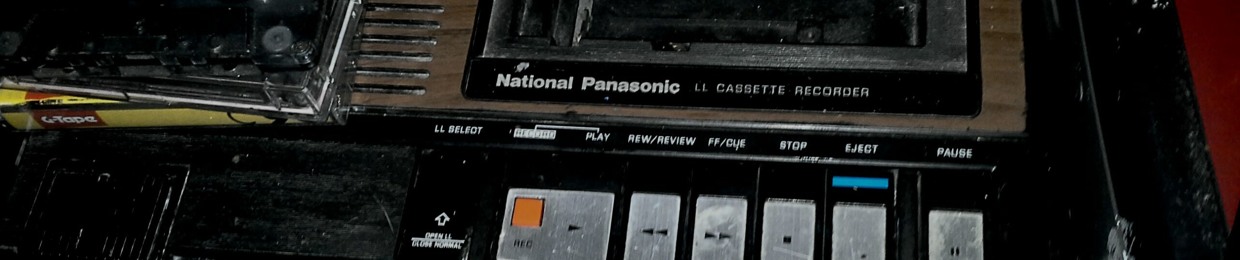 National Panasonic LL CASSETTE RECORDER
G-Tape
LL SELECT RECORD PLAY REW/REVIEW FF/CUE STOP EJECT PAUSE
OPEN LL
CLOSE NORMAL
REC